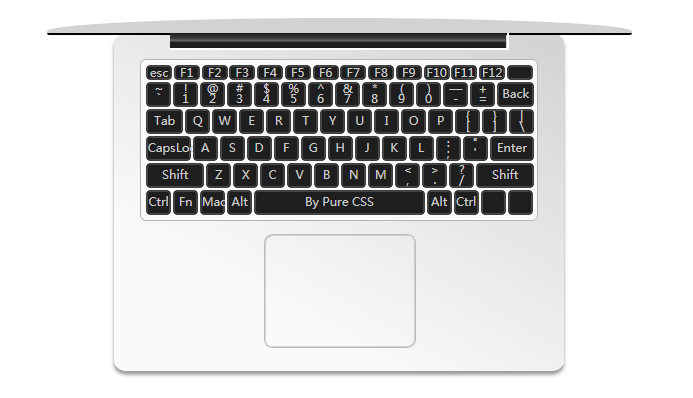 esc F1 F2 F3 F4 F5 F6 F7 F8 F9 F10 F11 F12
~ ! @ # $ % ^ & * ( ) — +
` 1 2 3 4 5 6 7 8 9 0 - = Back
Tab Q W E R T Y U I O P { } |
[ ] \
CapsLo A S D F G H J K L : " Enter
; '
Shift Z X C V B N M < > ? Shift
, . /
Ctrl Fn Mac Alt By Pure CSS Alt Ctrl